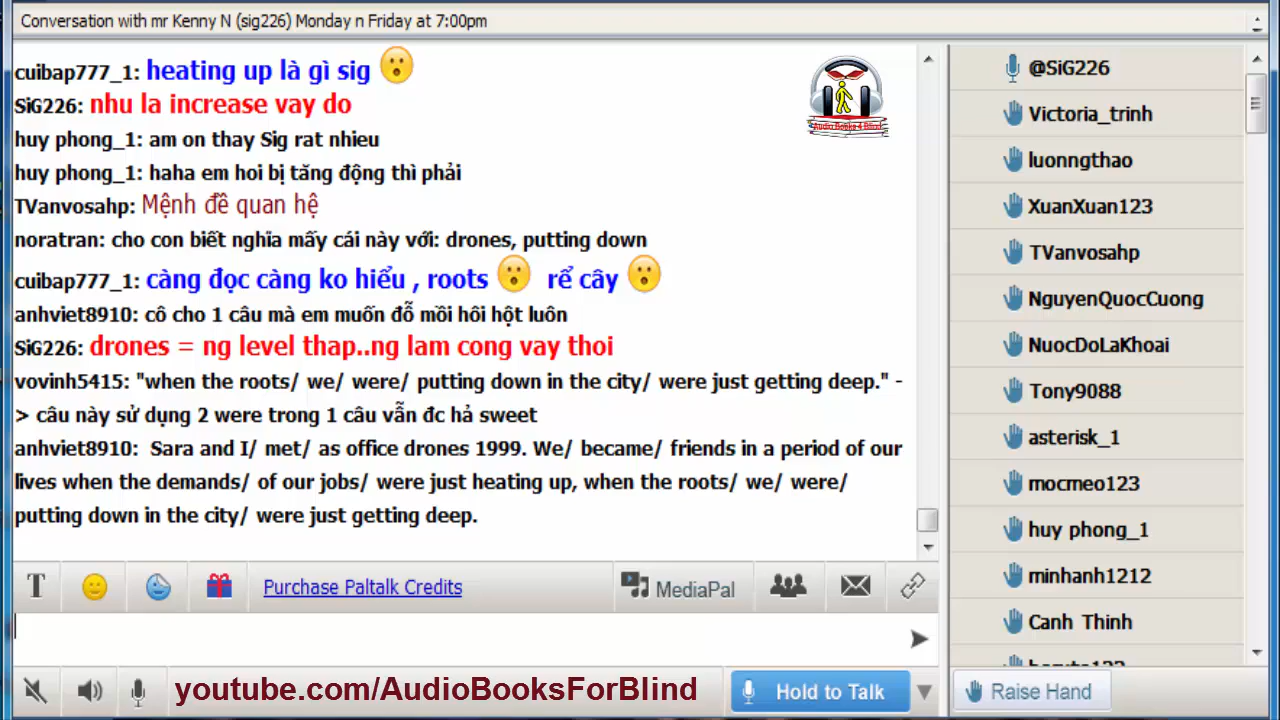 Conversation with mr Kenny N (sig226) Monday n Friday at 7:00pm
cuibap777_1: heating up là gì sig
SiG226: nhu la increase vay do
huy phong_1: am on thay Sig rat nhieu
huy phong_1: haha em hoi bị tăng động thì phải
TVanvosahp: Mệnh đề quan hệ
noratran: cho con biết nghĩa mấy cái này với: drones, putting down
cuibap777_1: càng đọc càng ko hiểu , roots rể cây
anhviet8910: cô cho 1 câu mà em muốn đỗ mồi hôi hột luôn
SiG226: drones = ng level thap..ng lam cong vay thoi
vovinh5415: "when the roots/ we/ were/ putting down in the city/ were just getting deep." -
> câu này sử dụng 2 were trong 1 câu vẫn đc hả sweet
anhviet8910: Sara and I/ met/ as office drones 1999. We/ became/ friends in a period of our
lives when the demands/ of our jobs/ were just heating up, when the roots/ we/ were/
putting down in the city/ were just getting deep.
Audio Books 4 Blind
T
Purchase Paltalk Credits
MediaPal
youtube.com/AudioBooksForBlind
Hold to Talk
@SiG226
Victoria_trinh
luonngthao
XuanXuan123
TVanvosahp
NguyenQuocCuong
NuocDoLaKhoai
Tony9088
asterisk_1
mocmeo123
huy phong_1
minhanh1212
Canh Thinh
Raise Hand